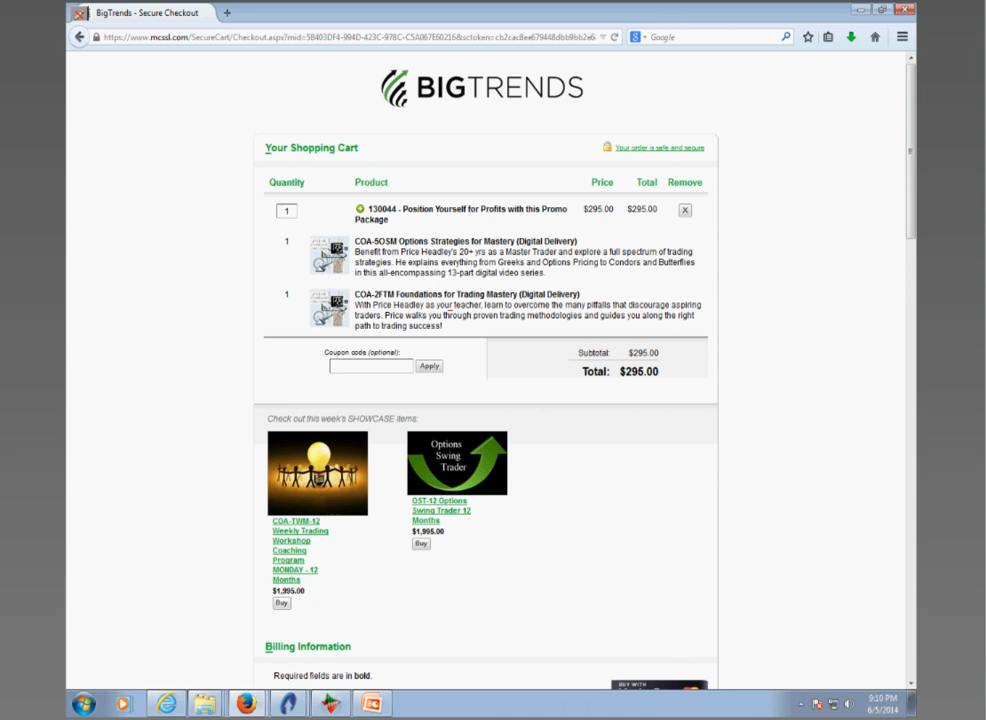 BigTrends - Secure Checkout
https://www.mcssl.com/SecureCart/Checkout.aspx?mid=
Google
BIGTRENDS
Your Shopping Cart
Your order is safe and secure
Quantity Product Price Total Remove
1 130044 - Position Yourself for Profits with this Promo Package $295.00 $295.00 X
1 COA-5OSM Options Strategies for Mastery (Digital Delivery)
Benefit from Price Headley's 20+ yrs as a Master Trader and explore a full spectrum of trading
strategies. He explains everything from Greeks and Options Pricing to Condors and Butterflies
in this all-encompassing 13-part digital video series.
1 COA-2FTM Foundations for Trading Mastery (Digital Delivery)
With Price Headley as your teacher, learn to overcome the many pitfalls that discourage aspiring
traders. Price walks you through proven trading methodologies and guides you along the right
path to trading success!
Coupon code (optional):
Apply
Subtotal: $295.00
Total: $295.00
Check out this week's SHOWCASE items:
Options
Swing
Trader
COA-TWM-12
Weekly Trading
Workshop
Coaching
Program
MONDAY - 12
Months
$1,995.00
Buy
OST-12 Options
Swing Trader 12
Months
$1,995.00
Buy
Billing Information
Required fields are in bold.
BUY WITH
9:10 PM
6/5/2014